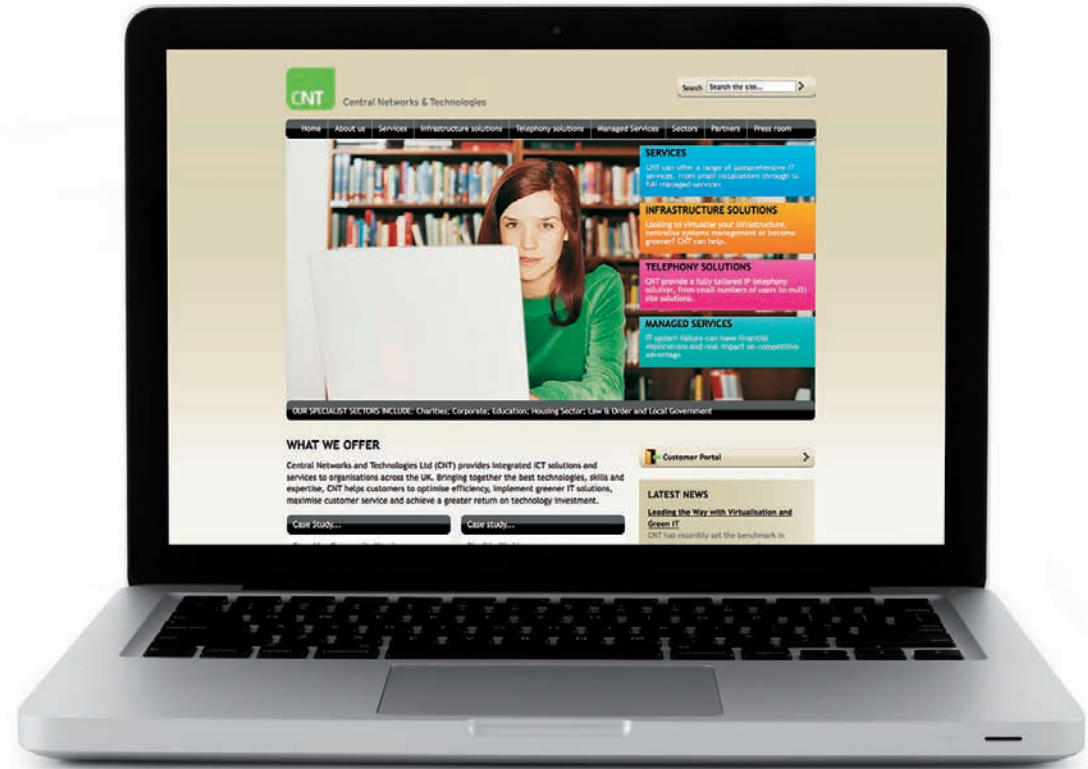 CNT
Central Networks & Technologies
Search Search the site...
Home About us Services Infrastructure solutions Telephony solutions Managed Services Sectors Partners Press room
SERVICES
CNT can offer a range of comprehensive IT
services, from small installations through to
full managed services
INFRASTRUCTURE SOLUTIONS
Looking to virtualise your infrastructure,
centralise systems management or become
greener? CNT can help.
TELEPHONY SOLUTIONS
CNT provide a fully tailored IP telephony
solution, from small numbers of users to multi
site solutions.
MANAGED SERVICES
IT system failure can have financial
implications and real impact on competitive
advantage
OUR SPECIALIST SECTORS INCLUDE: Charities; Corporate; Education; Housing Sector; Law & Order and Local Government
WHAT WE OFFER
Central Networks and Technologies Ltd (CNT) provides integrated ICT solutions and
services to organisations across the UK. Bringing together the best technologies, skills and
expertise, CNT helps customers to optimise efficiency, implement greener IT solutions,
maximise customer service and achieve a greater return on technology investment.
Case Study...
Case study...
Customer Portal
LATEST NEWS
Leading the Way with Virtualisation and
Green IT
CNT has recently set the benchmark in